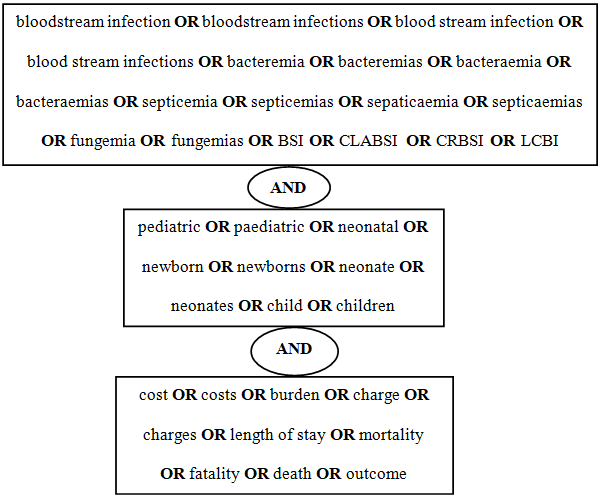 bloodstream infection OR bloodstream infections OR blood stream infection OR
blood stream infections OR bacteremia OR bacteremias OR bacteraemia OR
bacteraemias OR septicemia OR septicemias OR sepaticaemia OR septicaemias
OR fungemia OR fungemias OR BSI OR CLABSI OR CRBSI OR LCBI
AND
pediatric OR paediatric OR neonatal OR
newborn OR newborns OR neonate OR
neonates OR child OR children
AND
cost OR costs OR burden OR charge OR
charges OR length of stay OR mortality
OR fatality OR death OR outcome